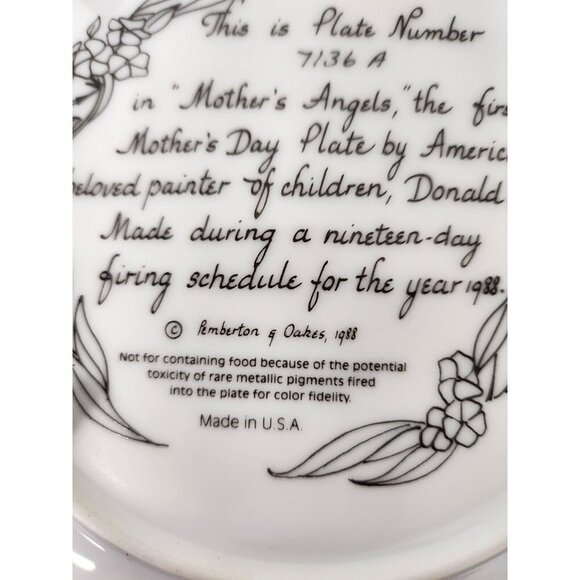 This is Plate Number
7136 A
in "Mother's Angels," the firs
Mother's Day Plate by Americ
beloved painter of children, Donald
Made during a nineteen-day
firing schedule for the year 1988.
© Pemberton & Oakes, 1988
Not for containing food because of the potential
toxicity of rare metallic pigments fired
into the plate for color fidelity.
Made in U.S.A.